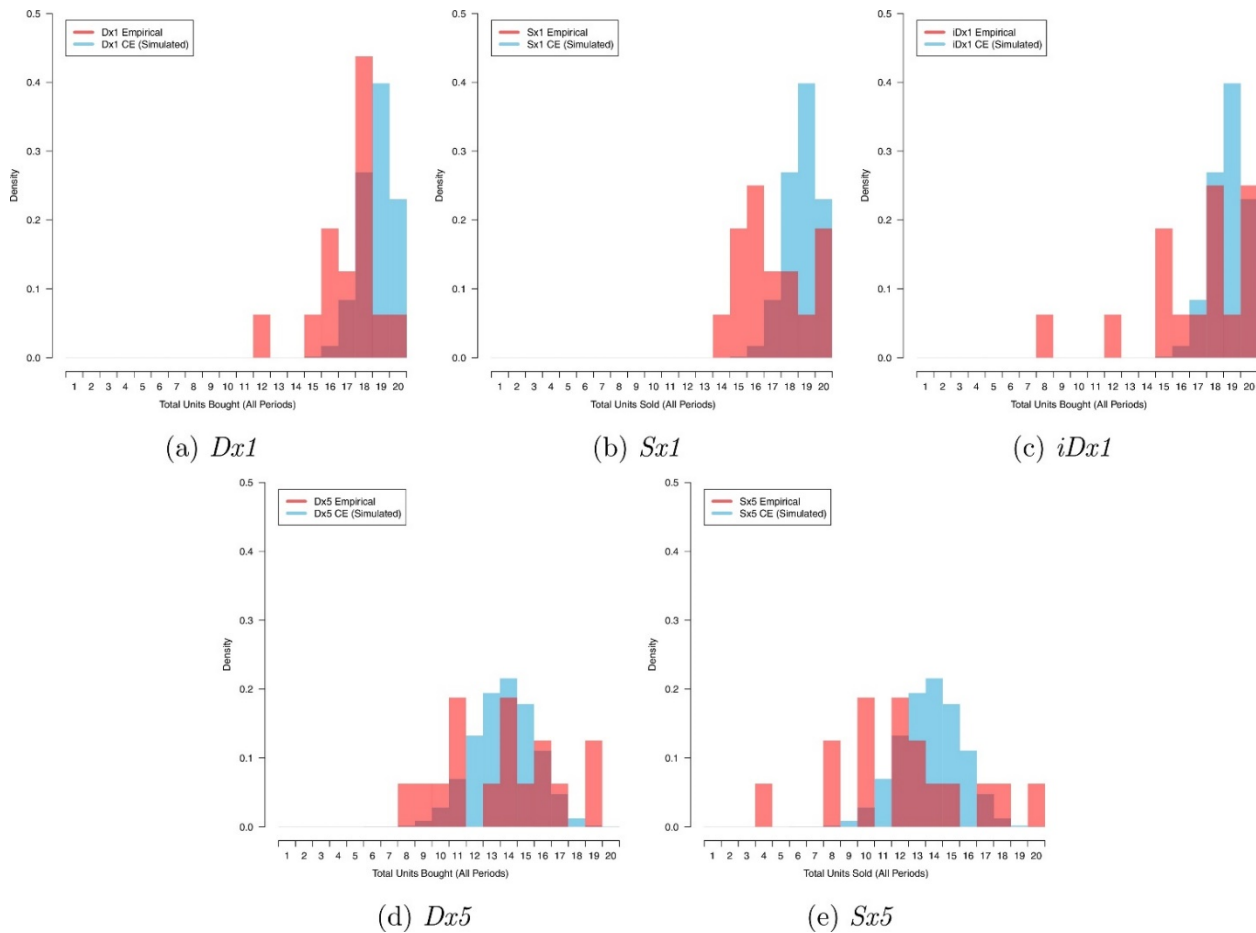 0.5
0.4
0.3
0.2
0.1
0.0
Density
Dx1 Empirical
Dx1 CE (Simulated)
1 2 3 4 5 6 7 8 9 10 11 12 13 14 15 16 17 18 19 20
Total Units Bought (All Periods)
(a) Dx1
0.5
0.4
0.3
0.2
0.1
0.0
Density
Sx1 Empirical
Sx1 CE (Simulated)
1 2 3 4 5 6 7 8 9 10 11 12 13 14 15 16 17 18 19 20
Total Units Sold (All Periods)
(b) Sx1
0.5
0.4
0.3
0.2
0.1
0.0
Density
iDx1 Empirical
iDx1 CE (Simulated)
1 2 3 4 5 6 7 8 9 10 11 12 13 14 15 16 17 18 19 20
Total Units Bought (All Periods)
(c) iDx1
0.5
0.4
0.3
0.2
0.1
0.0
Density
Dx5 Empirical
Dx5 CE (Simulated)
1 2 3 4 5 6 7 8 9 10 11 12 13 14 15 16 17 18 19 20
Total Units Bought (All Periods)
(d) Dx5
0.5
0.4
0.3
0.2
0.1
0.0
Density
Sx5 Empirical
Sx5 CE (Simulated)
1 2 3 4 5 6 7 8 9 10 11 12 13 14 15 16 17 18 19 20
Total Units Sold (All Periods)
(e) Sx5